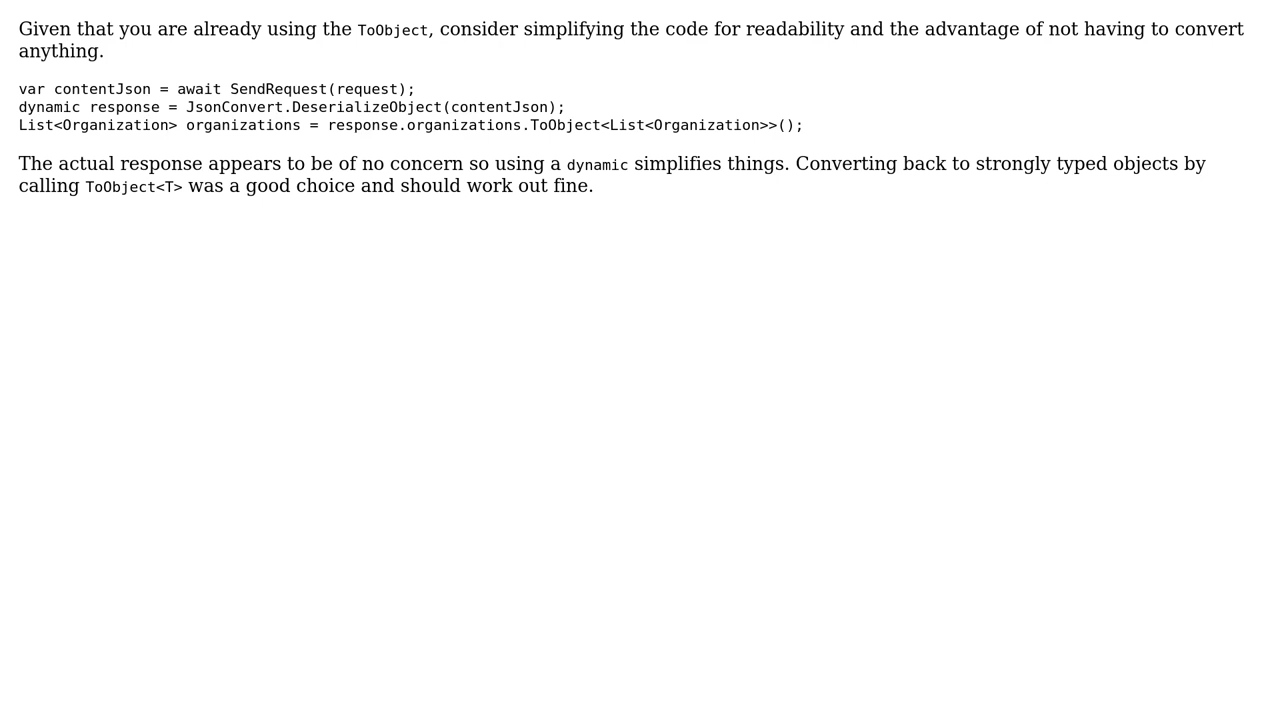 Given that you are already using the ToObject, consider simplifying the code for readability and the advantage of not having to convert
anything.
var contentJson = await SendRequest(request);
dynamic response = JsonConvert.DeserializeObject(contentJson);
List<Organization> organizations = response.organizations.ToObject<List<Organization>>();
The actual response appears to be of no concern so using a dynamic simplifies things. Converting back to strongly typed objects by
calling ToObject<T> was a good choice and should work out fine.